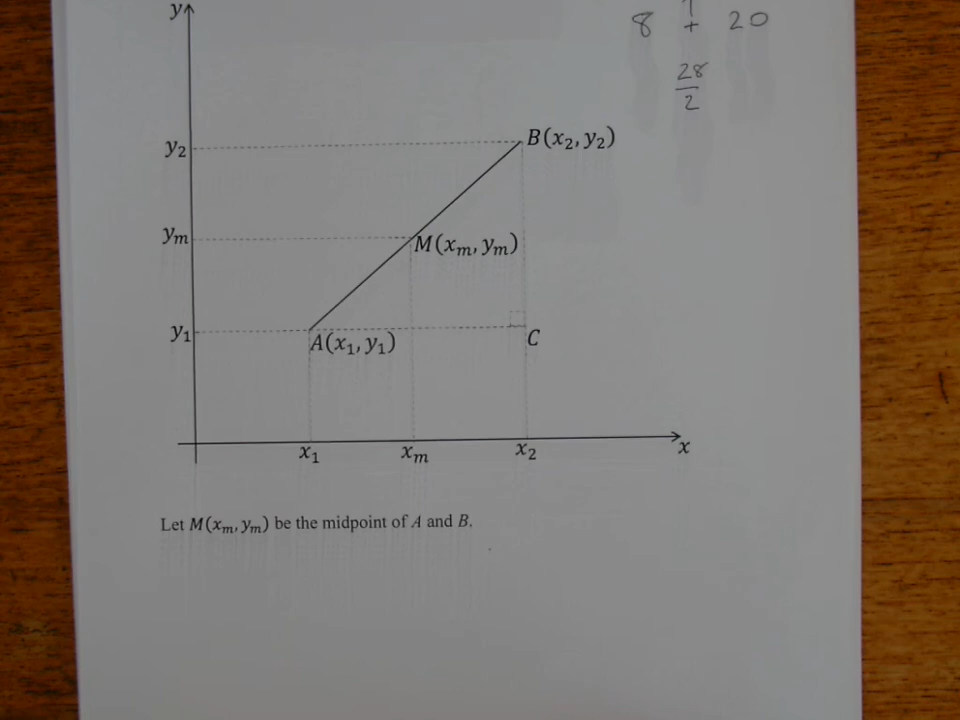 y
8 + 20
28
2
y₂
B(x₂, y₂)
yₘ
M(xₘ, yₘ)
y₁
A(x₁, y₁)
C
x₁
xₘ
x₂
x
Let M(xₘ, yₘ) be the midpoint of A and B.